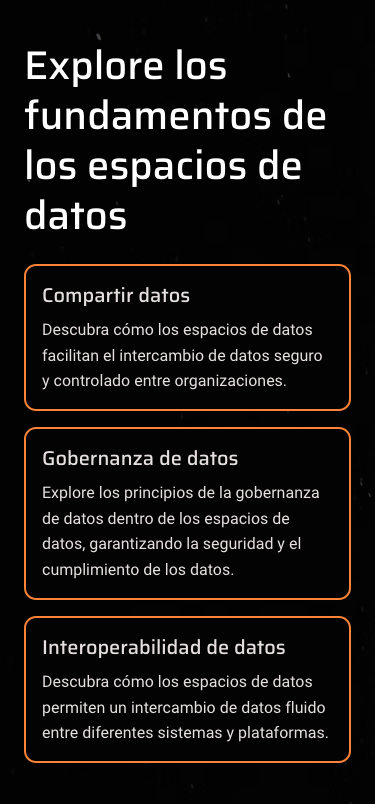 Explore los
fundamentos de
los espacios de
datos
Compartir datos
Descubra cómo los espacios de datos
facilitan el intercambio de datos seguro
y controlado entre organizaciones.
Gobernanza de datos
Explore los principios de la gobernanza
de datos dentro de los espacios de
datos, garantizando la seguridad y el
cumplimiento de los datos.
Interoperabilidad de datos
Descubra cómo los espacios de datos
permiten un intercambio de datos fluido
entre diferentes sistemas y plataformas.